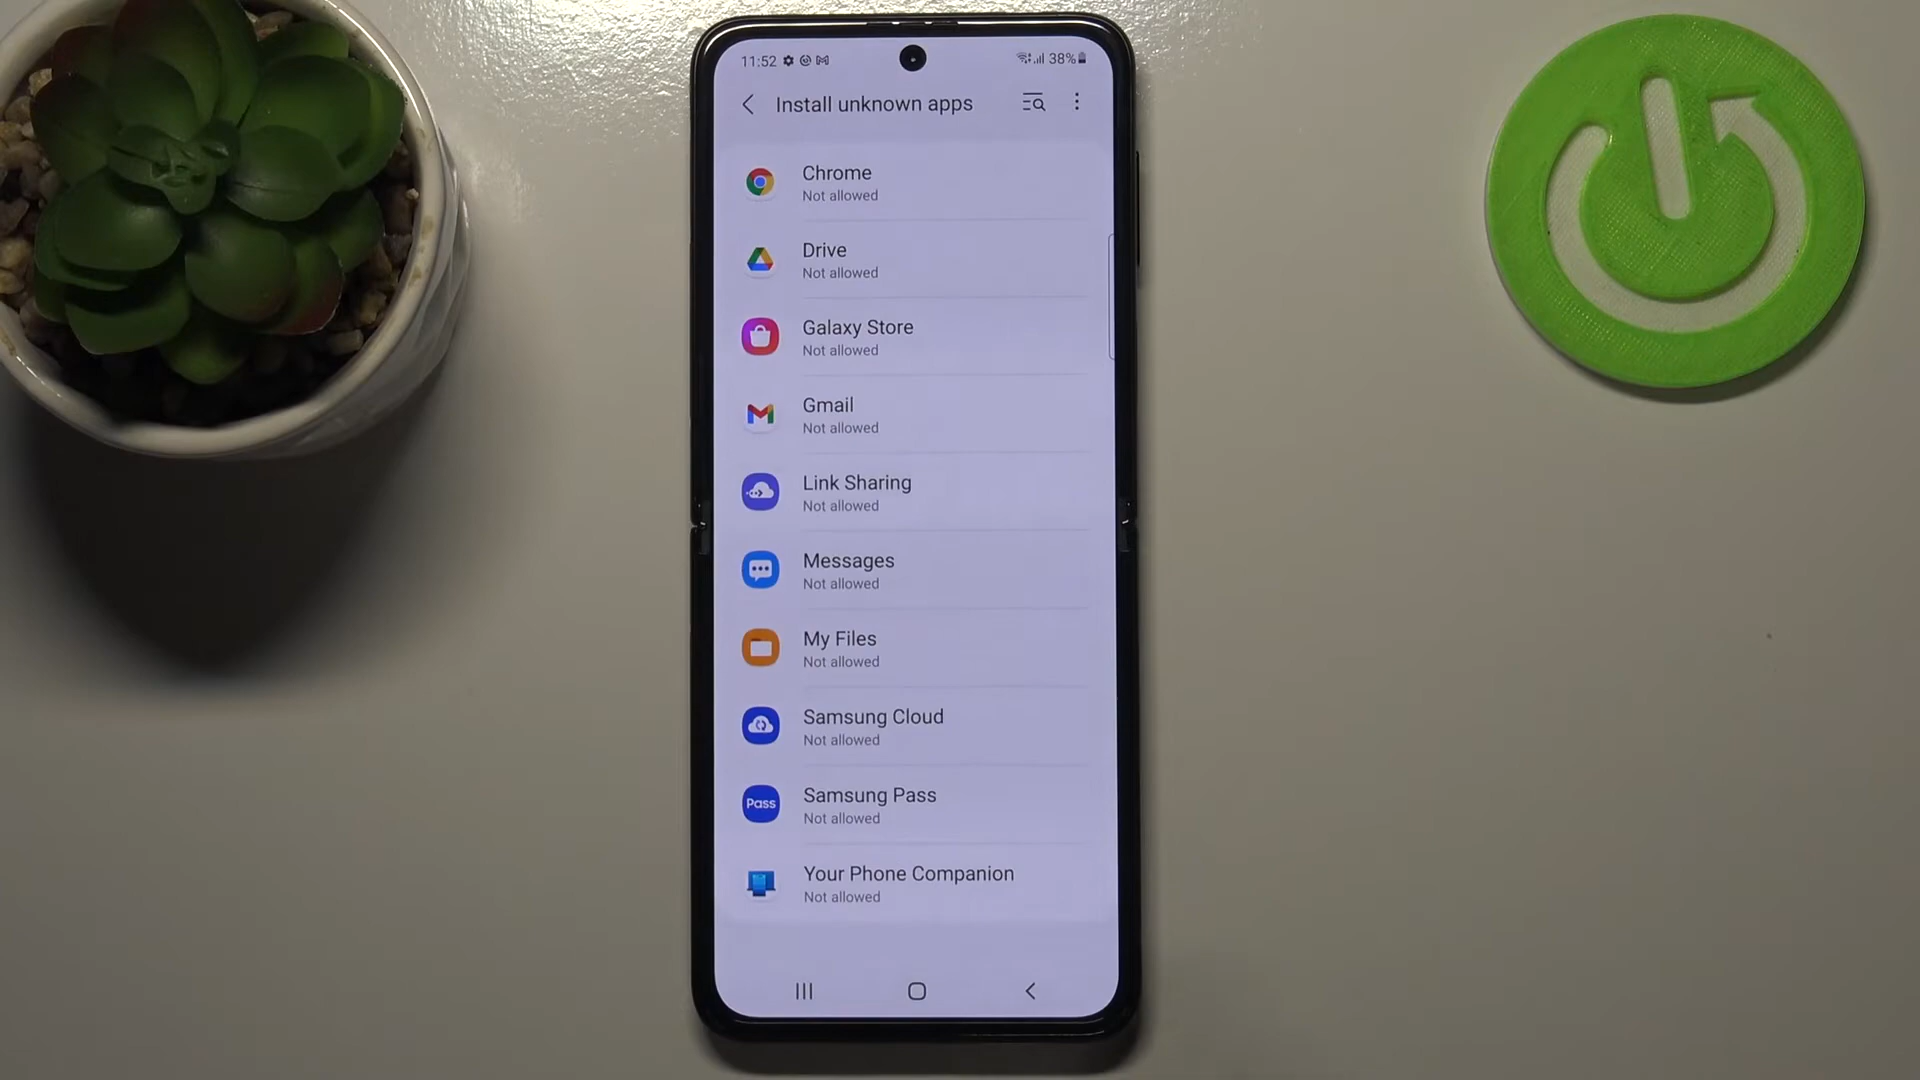 11:52
38%
Install unknown apps
Chrome
Not allowed
Drive
Not allowed
Galaxy Store
Not allowed
Gmail
Not allowed
Link Sharing
Not allowed
Messages
Not allowed
My Files
Not allowed
Samsung Cloud
Not allowed
Pass
Samsung Pass
Not allowed
Your Phone Companion
Not allowed